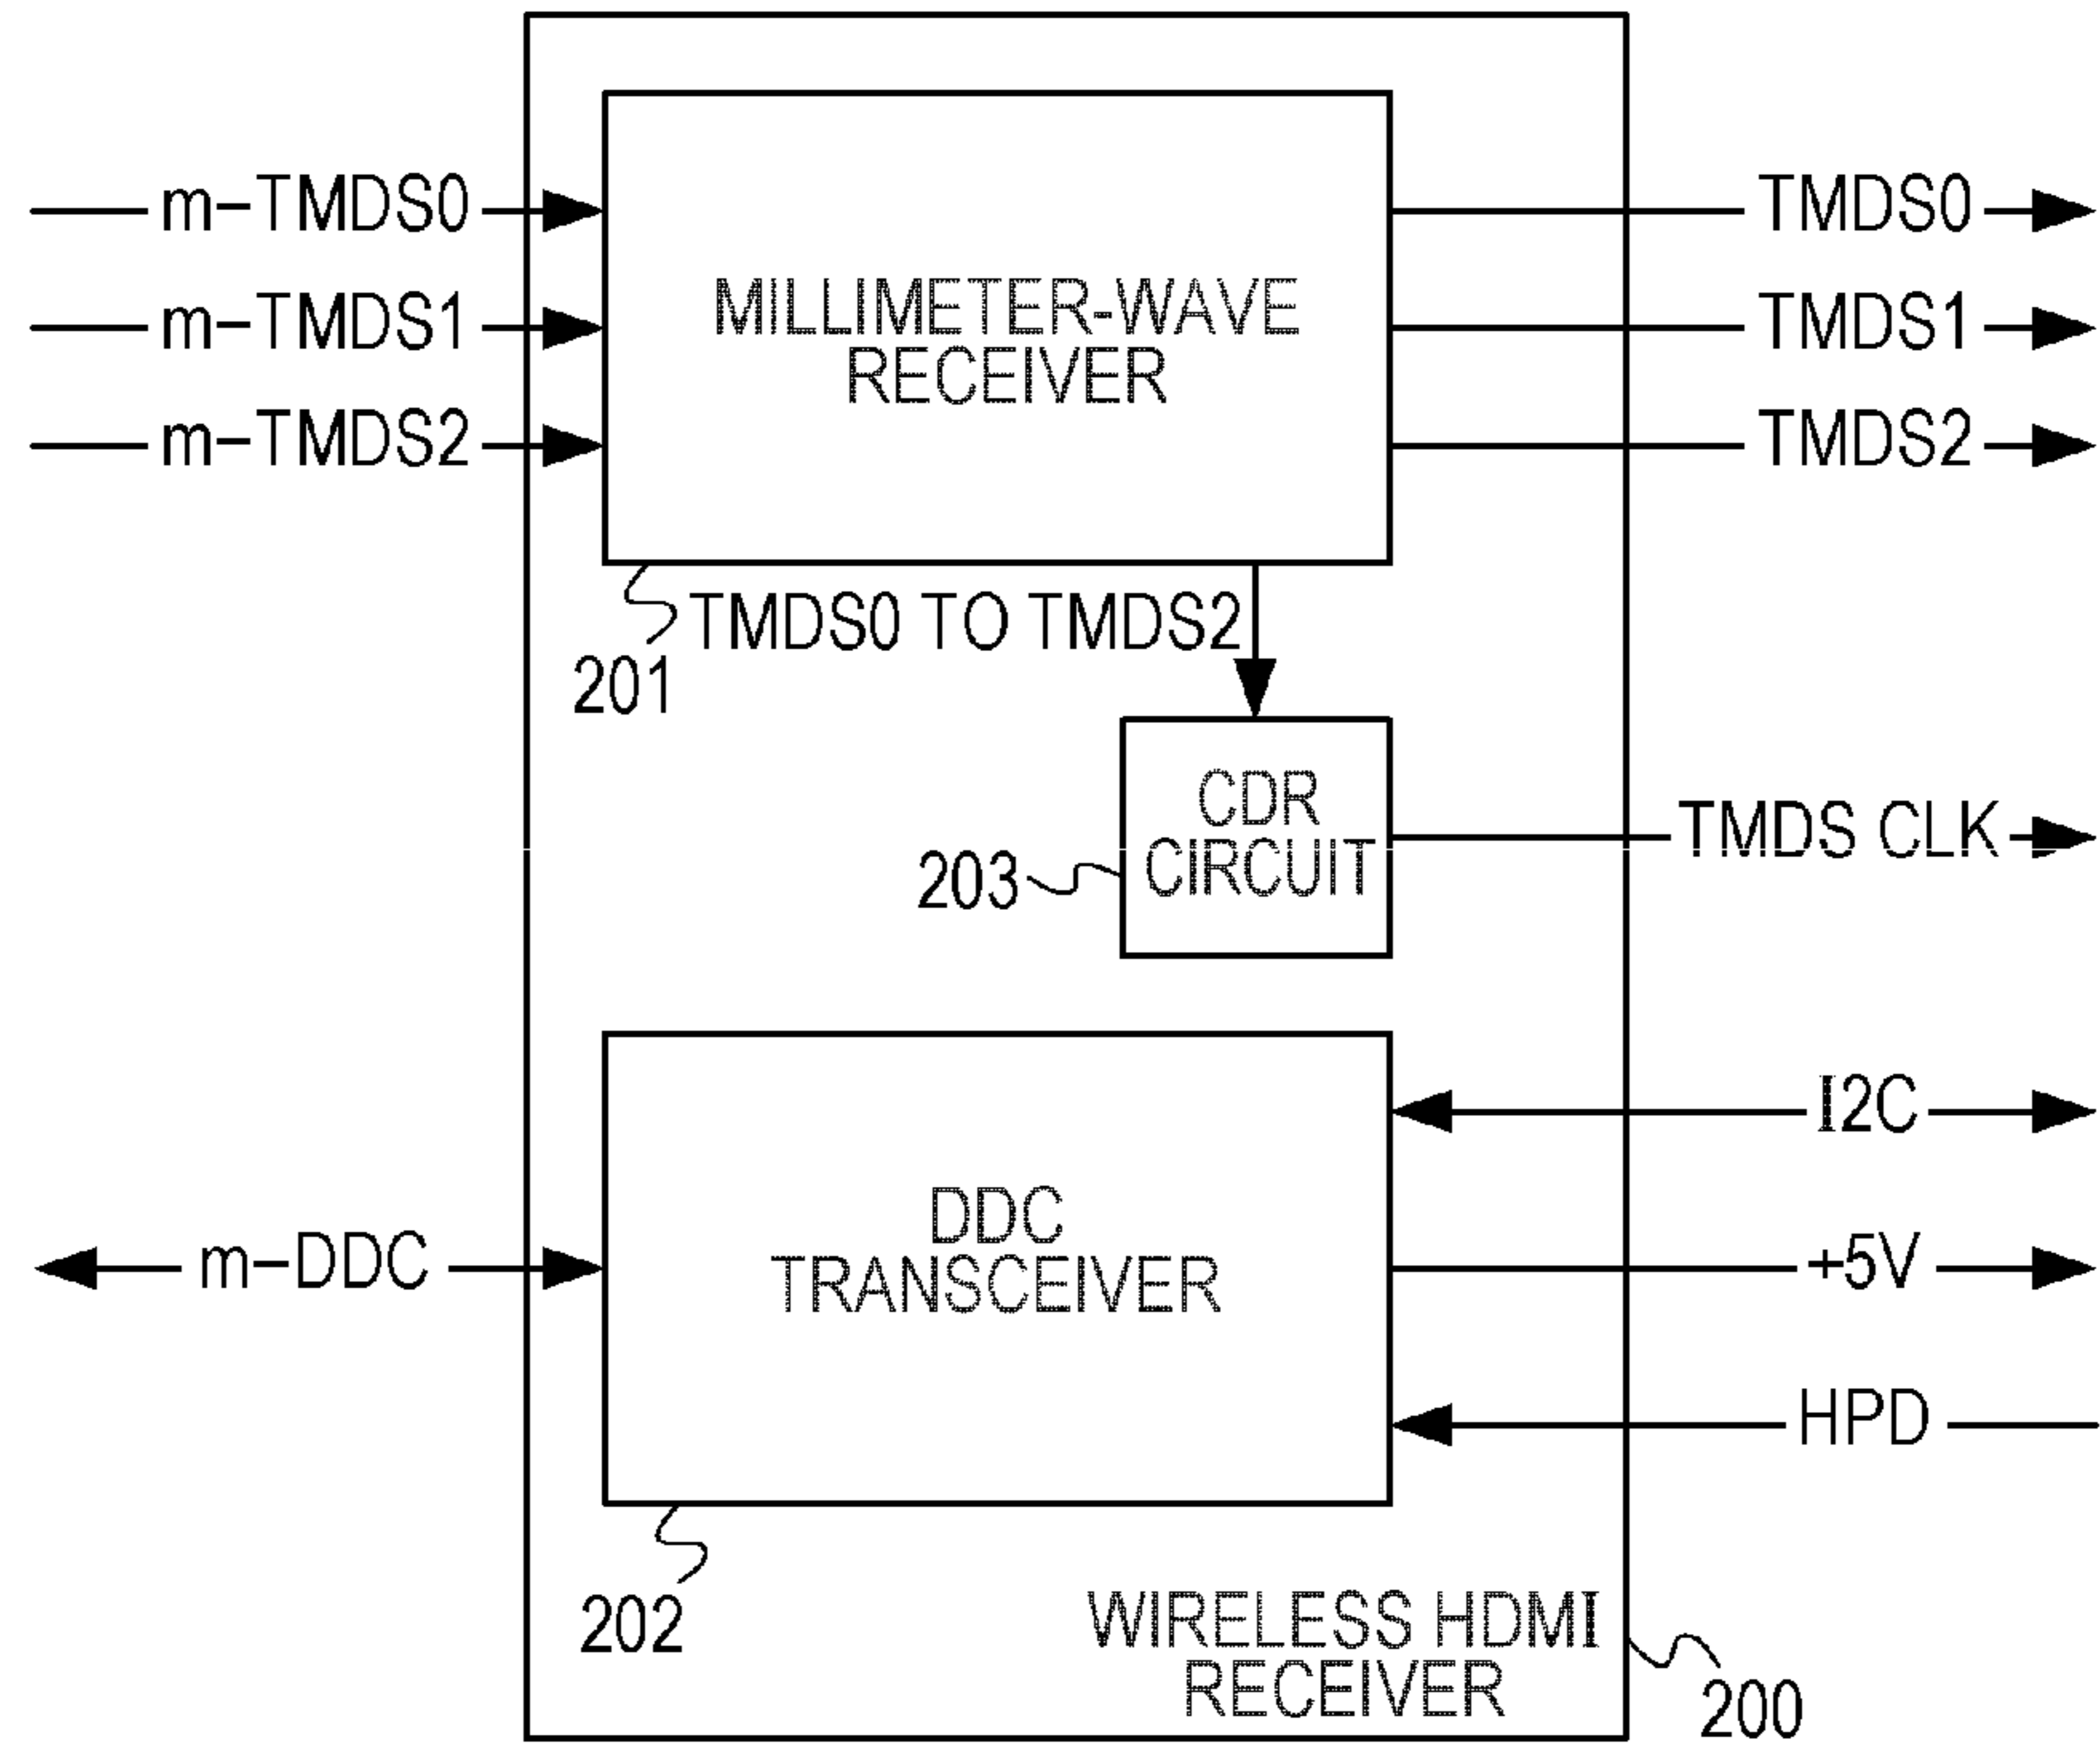 m-TMDS0
TMDS0
m-TMDS1
MILLIMETER-WAVE
TMDS1
RECEIVER
m-TMDS2
TMDS2
TMDS0 TO TMDS2
201
CDR
CIRCUIT
TMDS CLK
203
I2C
DDC
TRANSCEIVER
m-DDC
+5V
HPD
202
WIRELESS HDMI
RECEIVER
200